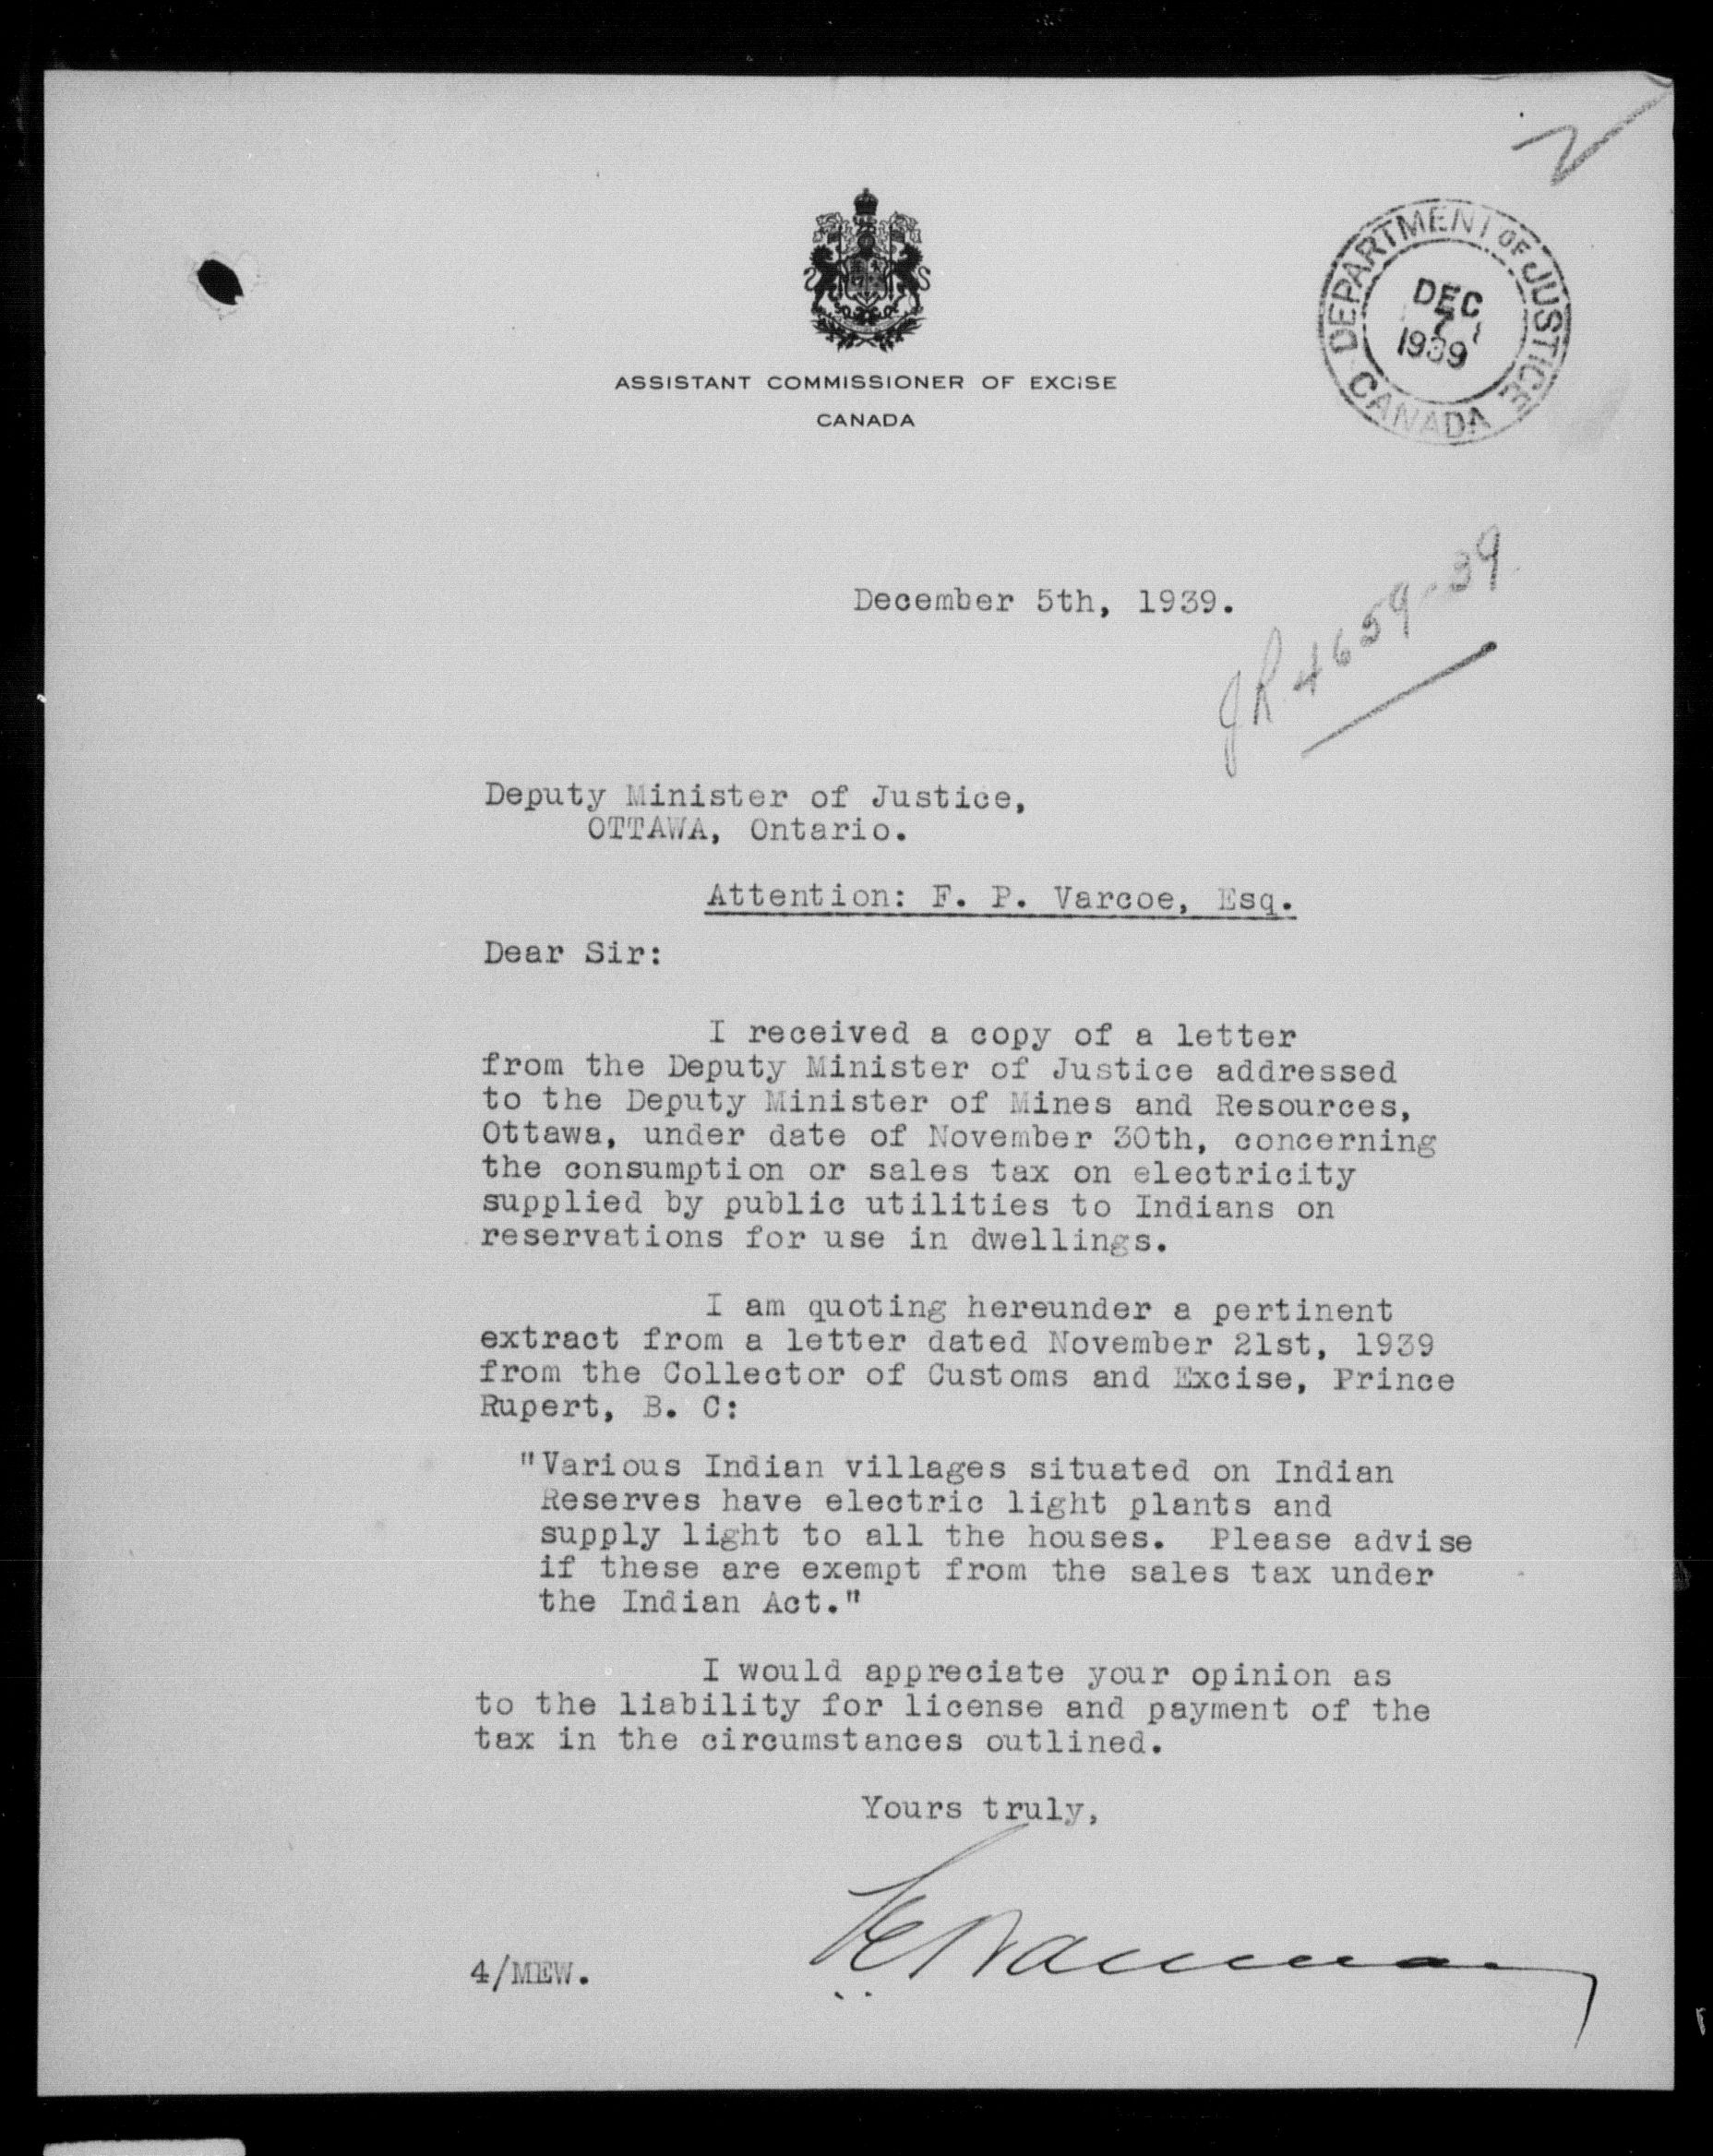 DEPARTMENT OF JUSTICE
CANADA
DEC
7
1939
ASSISTANT COMMISSIONER OF EXCISE
CANADA
December 5th, 1939.
JR 4659-39
Deputy Minister of Justice,
OTTAWA, Ontario.
Attention: F. P. Varcoe, Esq.
Dear Sir:
I received a copy of a letter
from the Deputy Minister of Justice addressed
to the Deputy Minister of Mines and Resources,
Ottawa, under date of November 30th, concerning
the consumption or sales tax on electricity
supplied by public utilities to Indians on
reservations for use in dwellings.
I am quoting hereunder a pertinent
extract from a letter dated November 21st, 1939
from the Collector of Customs and Excise, Prince
Rupert, B. C:
"Various Indian villages situated on Indian
Reserves have electric light plants and
supply light to all the houses. Please advise
if these are exempt from the sales tax under
the Indian Act."
I would appreciate your opinion as
to the liability for license and payment of the
tax in the circumstances outlined.
Yours truly,
4/MEW.